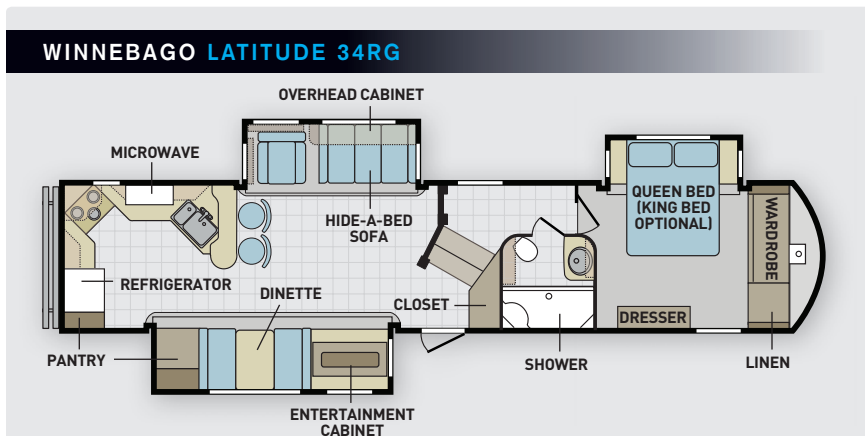 WINNEBAGO LATITUDE 34RG
OVERHEAD CABINET
MICROWAVE
QUEEN BED
(KING BED
OPTIONAL)
WARDROBE
HIDE-A-BED
SOFA
REFRIGERATOR
DINETTE
CLOSET
DRESSER
PANTRY
SHOWER
LINEN
ENTERTAINMENT
CABINET